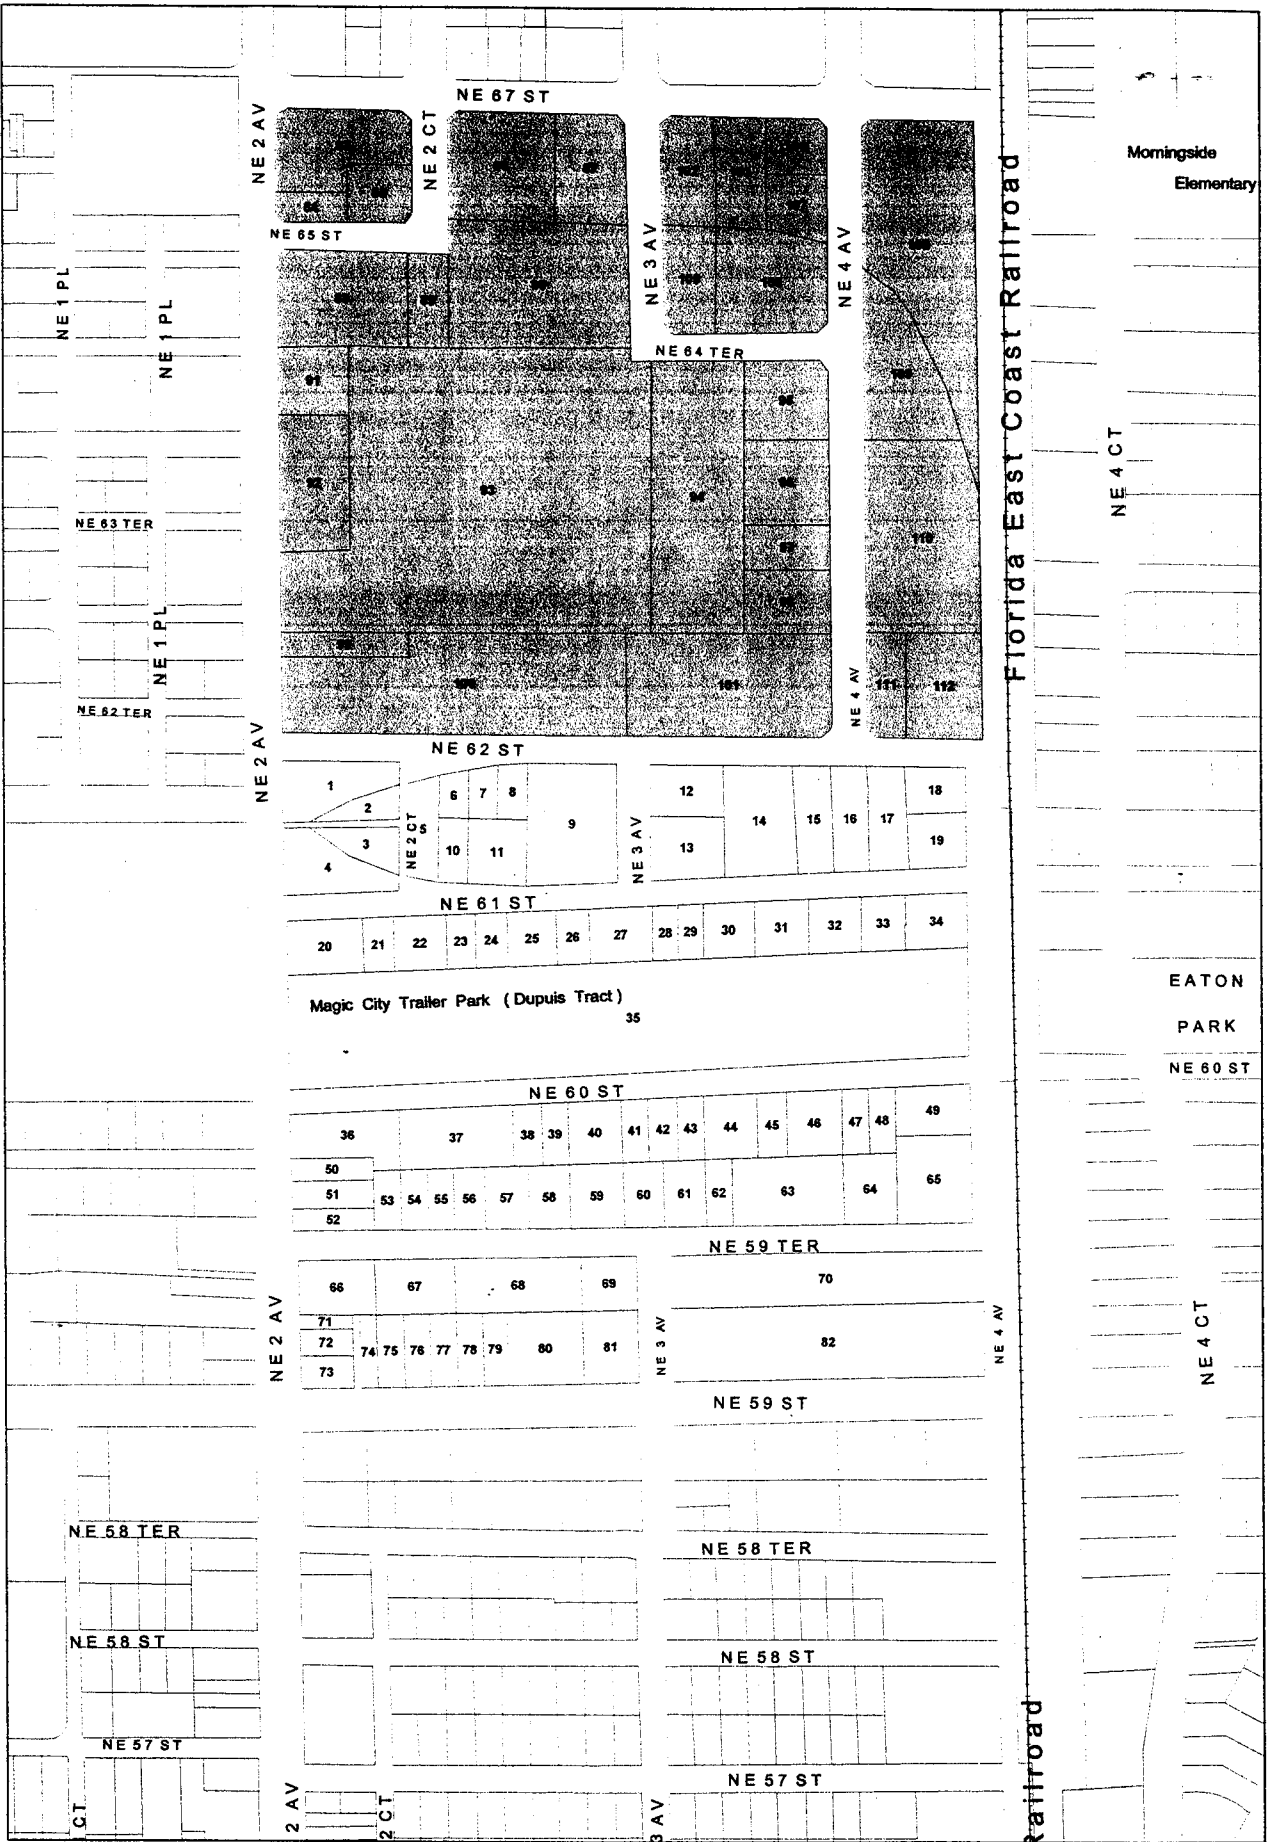 NE 67 ST
NE 2 AV
NE 2 CT
Morningside
Elementary
NE 65 ST
NE 3 AV
NE 4 AV
Florida East Coast Railroad
NE 1 PL
NE 1 PL
NE 64 TER
91
95
92
93
94
96
97
110
NE 4 CT
NE 63 TER
NE 1 PL
NE 62 TER
100
101
NE 4 AV
111
112
NE 2 AV
NE 62 ST
1
2
3
4
NE 2 CT
5
6
7
8
9
10
11
NE 3 AV
12
13
14
15
16
17
18
19
NE 61 ST
20
21
22
23
24
25
26
27
28
29
30
31
32
33
34
Magic City Trailer Park ( Dupuis Tract )
35
EATON
PARK
NE 60 ST
NE 60 ST
36
37
38
39
40
41
42
43
44
45
46
47
48
49
50
51
52
53
54
55
56
57
58
59
60
61
62
63
64
65
NE 59 TER
66
67
68
69
70
NE 2 AV
71
72
73
74
75
76
77
78
79
80
81
NE 3 AV
82
NE 4 AV
NE 4 CT
NE 59 ST
NE 58 TER
NE 58 TER
NE 58 ST
NE 58 ST
NE 57 ST
NE 57 ST
CT
2 AV
2 CT
3 AV
Railroad